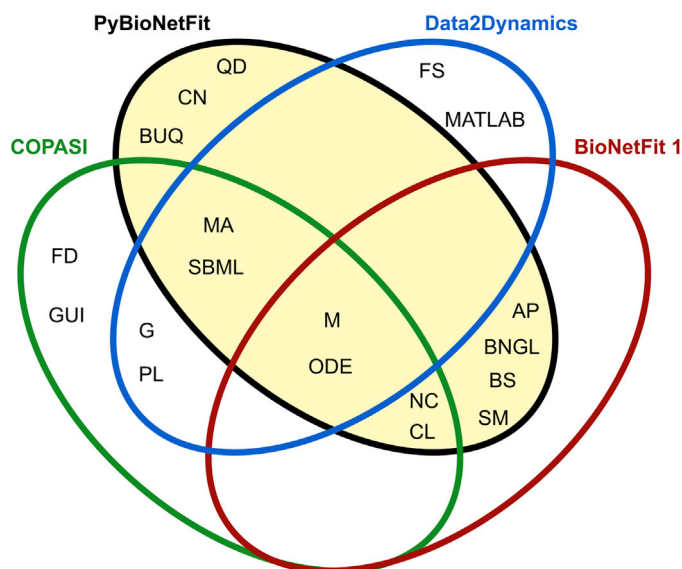 PyBioNetFit
Data2Dynamics
QD
FS
CN
MATLAB
BUQ
COPASI
BioNetFit 1
MA
FD
SBML
GUI
M
AP
G
BNGL
ODE
PL
BS
NC
SM
CL